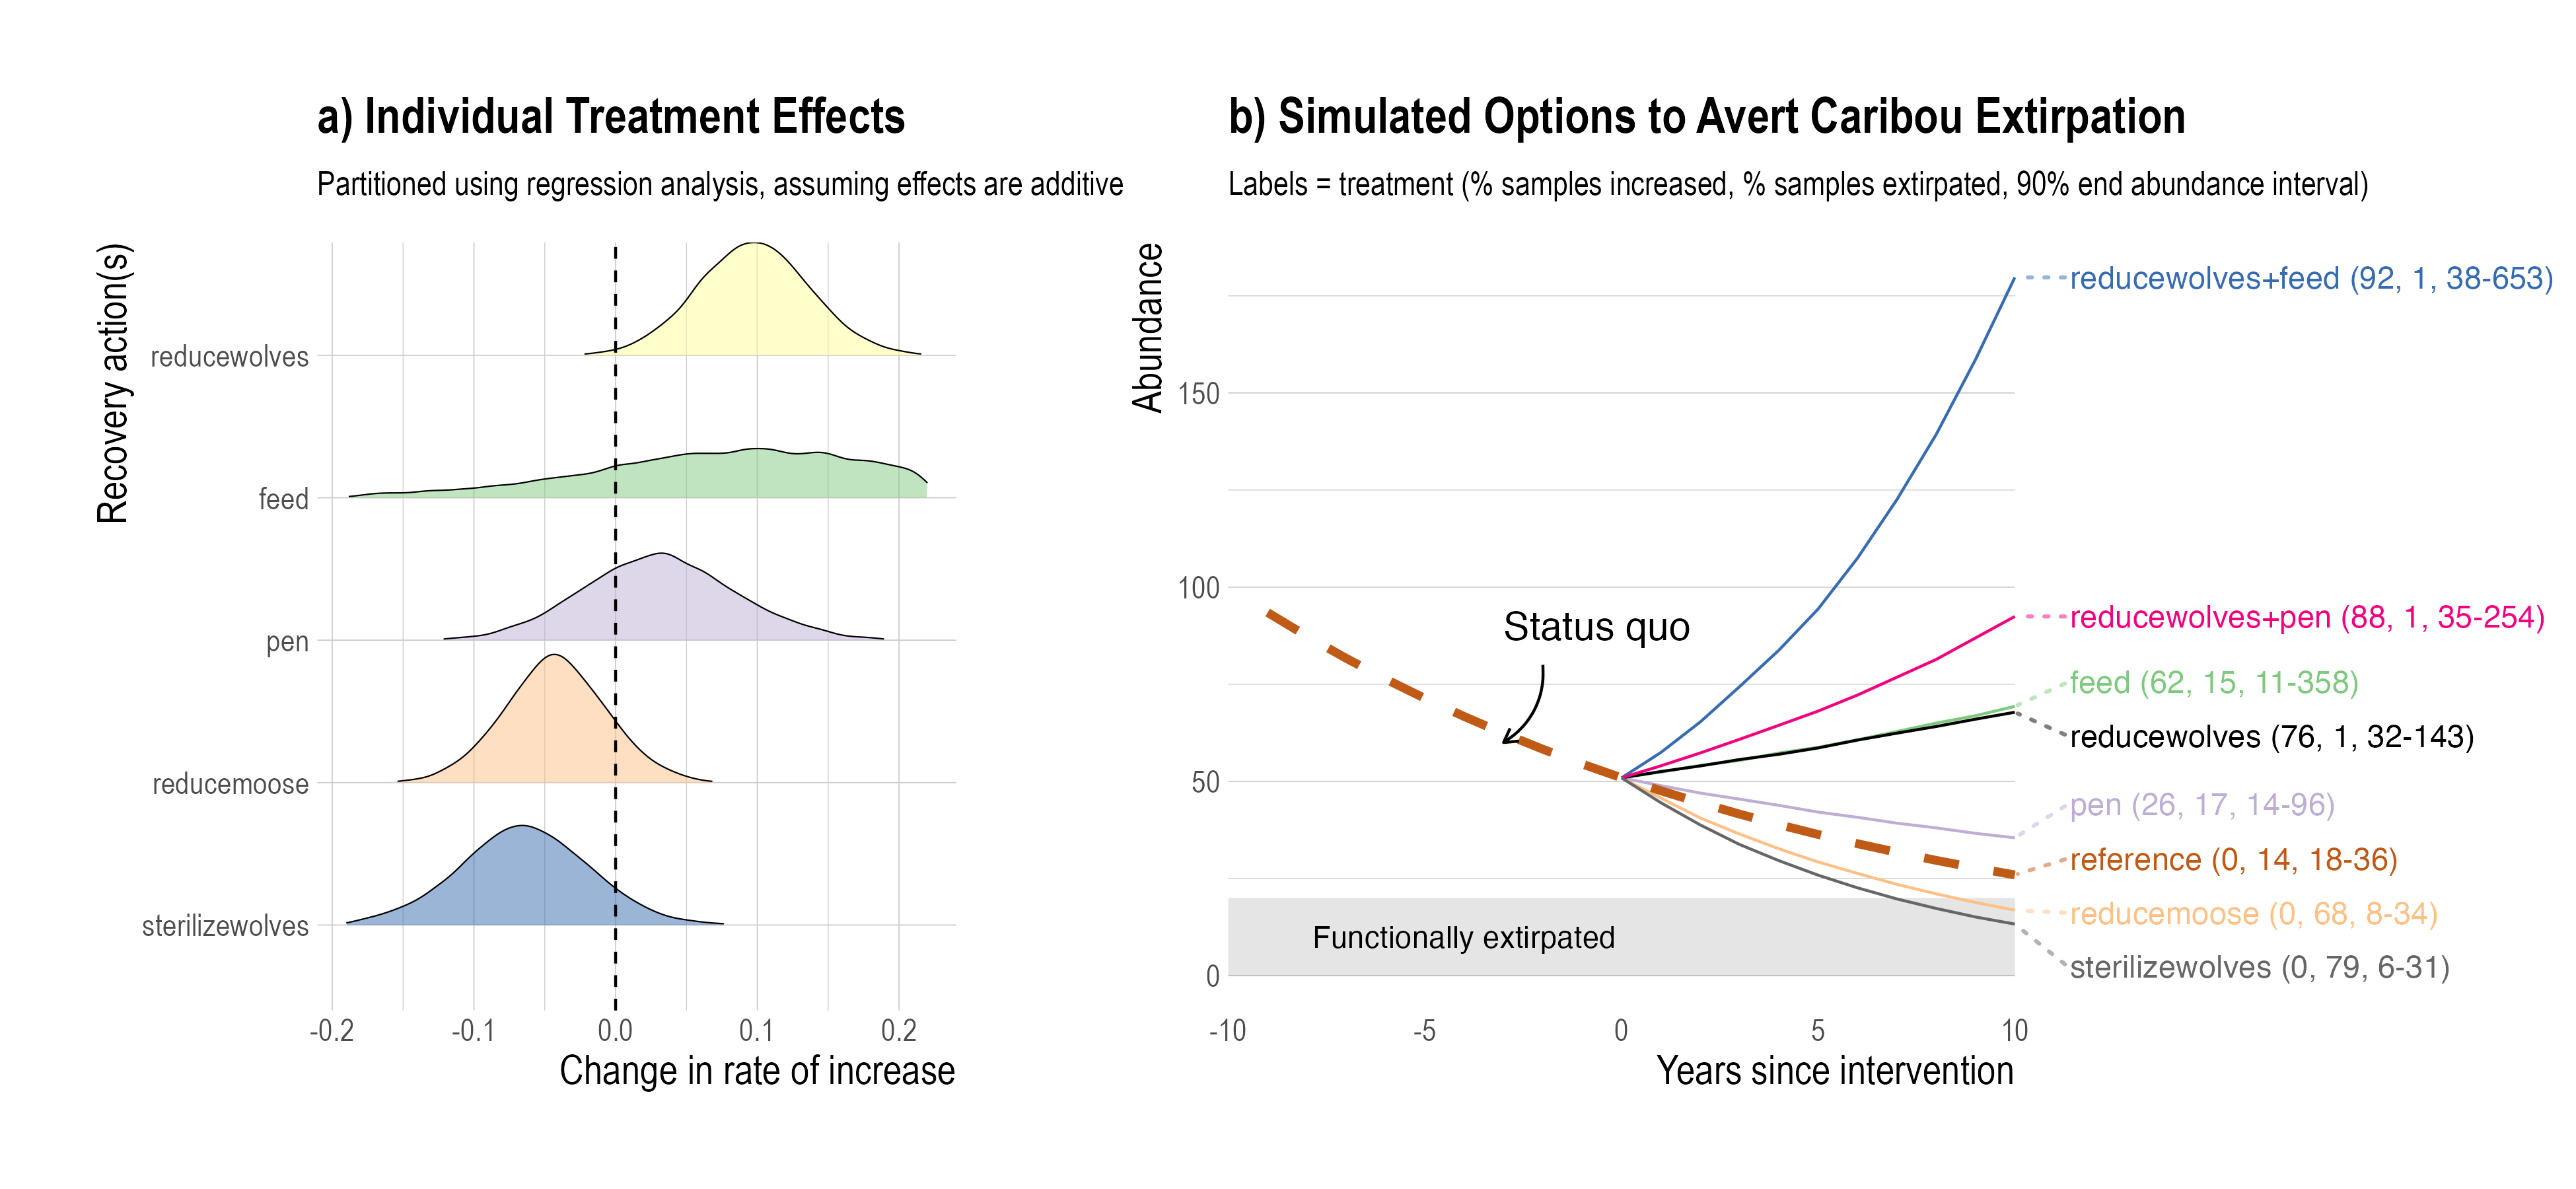 a) Individual Treatment Effects
Partitioned using regression analysis, assuming effects are additive
Recovery action(s)
reducewolves
feed
pen
reducemoose
sterilizewolves
-0.2
-0.1
0.0
0.1
0.2
Change in rate of increase
b) Simulated Options to Avert Caribou Extirpation
Labels = treatment (% samples increased, % samples extirpated, 90% end abundance interval)
Abundance
150
100
50
0
Status quo
Functionally extirpated
reducewolves+feed (92, 1, 38-653)
reducewolves+pen (88, 1, 35-254)
feed (62, 15, 11-358)
reducewolves (76, 1, 32-143)
pen (26, 17, 14-96)
reference (0, 14, 18-36)
reducemoose (0, 68, 8-34)
sterilizewolves (0, 79, 6-31)
-10
-5
0
5
10
Years since intervention